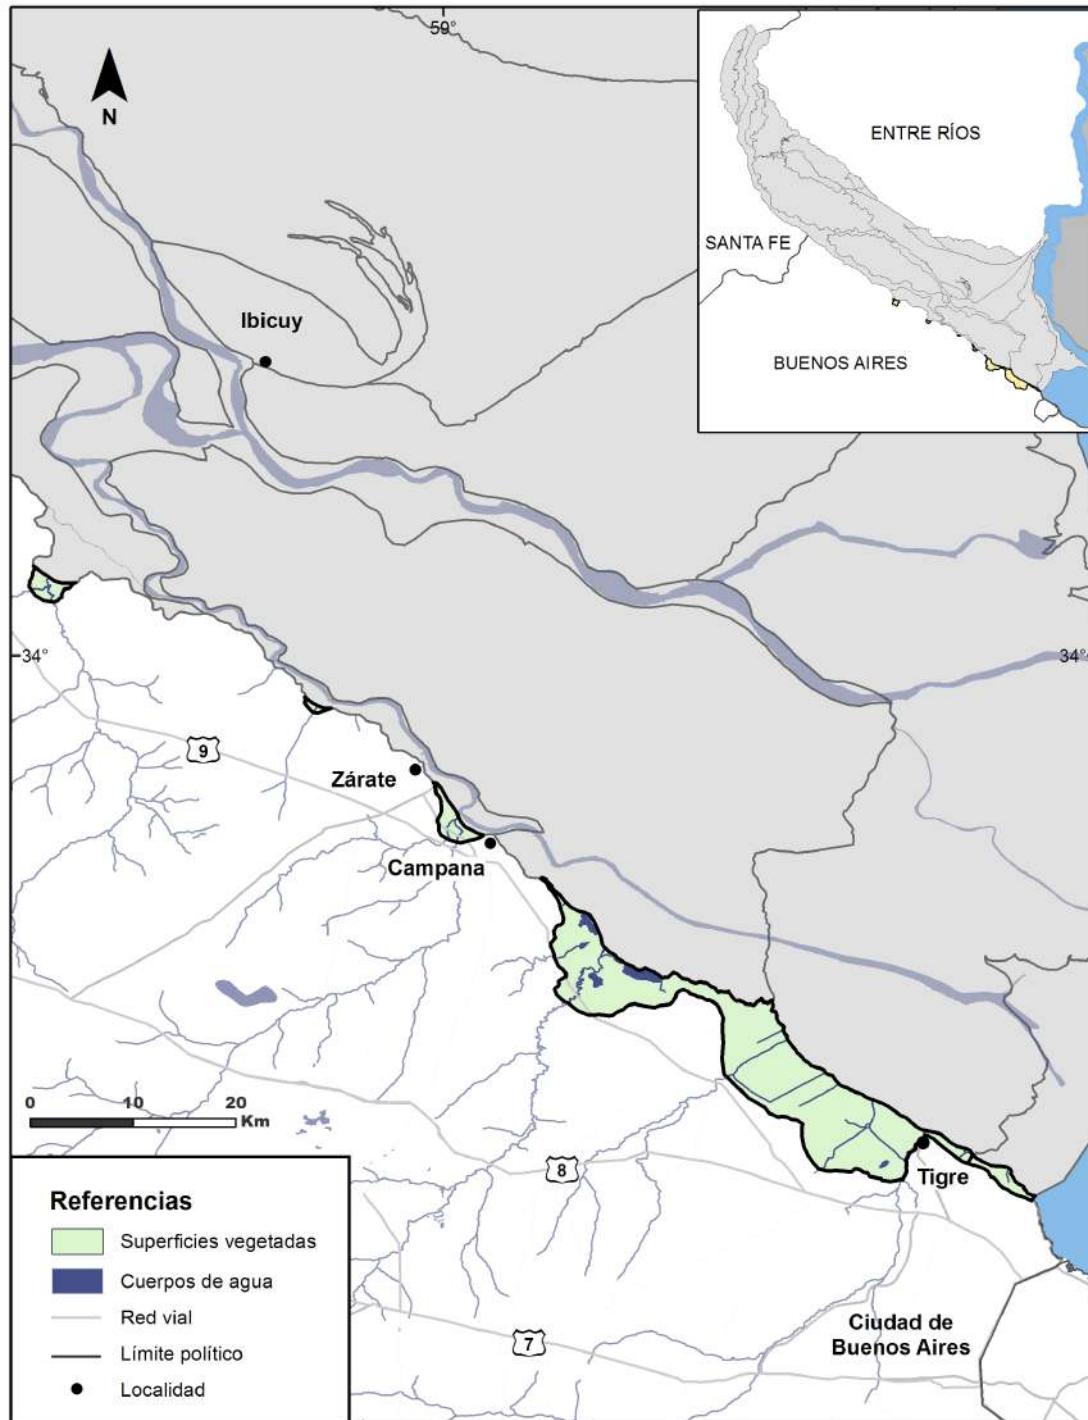 59°
N
ENTRE RÍOS
SANTA FE
BUENOS AIRES
Ibicuy
34°
34°
9
Zárate
Campana
0 10 20
Km
8
Tigre
7
Ciudad de
Buenos Aires
Referencias
Superficies vegetadas
Cuerpos de agua
Red vial
Límite político
Localidad